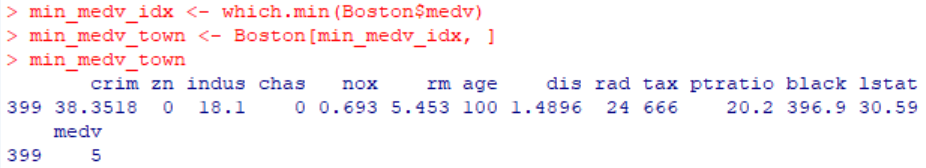 > min_medv_idx <- which.min(Boston$medv)
> min_medv_town <- Boston[min_medv_idx, ]
> min_medv_town
       crim zn indus chas   nox    rm age    dis rad tax ptratio black lstat
399 38.3518  0  18.1    0 0.693 5.453 100 1.4896  24 666    20.2 396.9 30.59
    medv
399    5